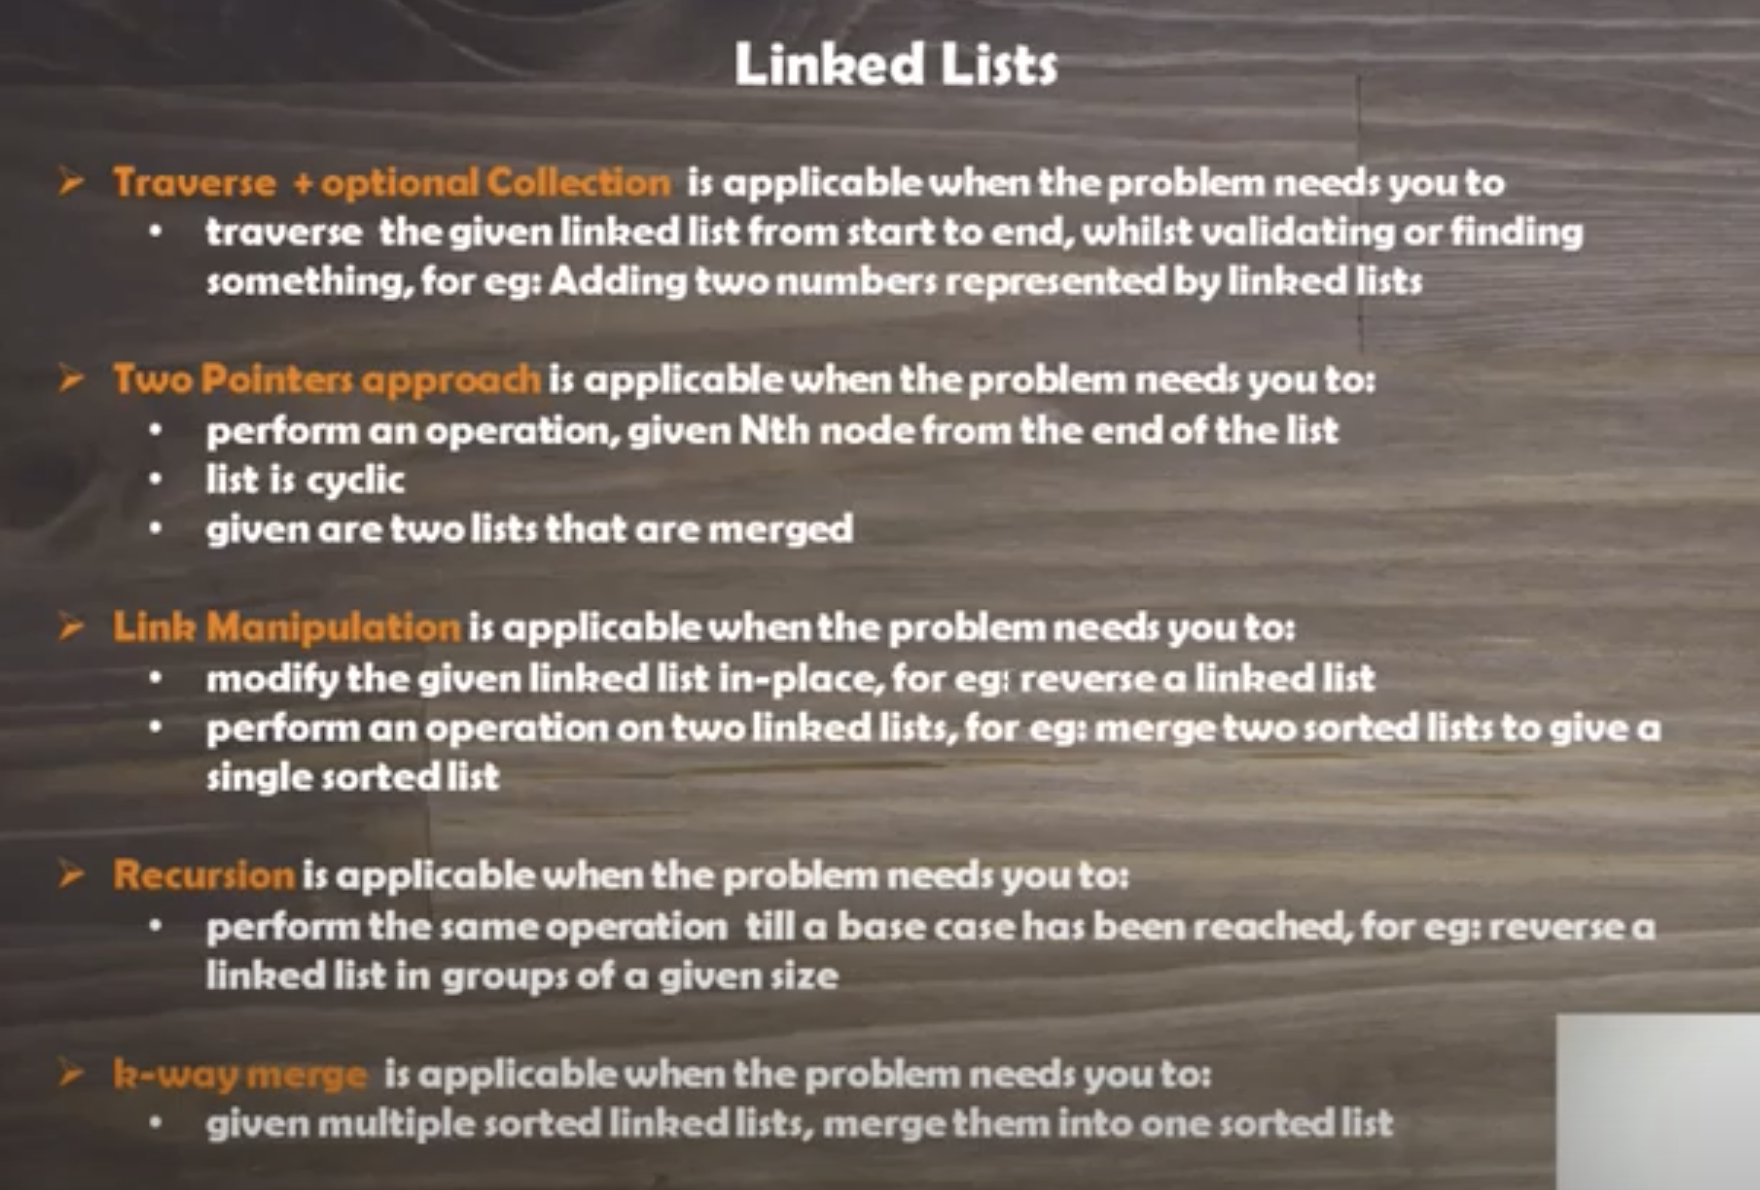 Linked Lists
➢ Traverse + optional Collection is applicable when the problem needs you to
• traverse the given linked list from start to end, whilst validating or finding
something, for eg: Adding two numbers represented by linked lists
➢ Two Pointers approach is applicable when the problem needs you to:
• perform an operation, given Nth node from the end of the list
• list is cyclic
• given are two lists that are merged
➢ Link Manipulation is applicable when the problem needs you to:
• modify the given linked list in-place, for eg: reverse a linked list
• perform an operation on two linked lists, for eg: merge two sorted lists to give a
single sorted list
➢ Recursion is applicable when the problem needs you to:
• perform the same operation till a base case has been reached, for eg: reverse a
linked list in groups of a given size
➢ k-way merge is applicable when the problem needs you to:
• given multiple sorted linked lists, merge them into one sorted list